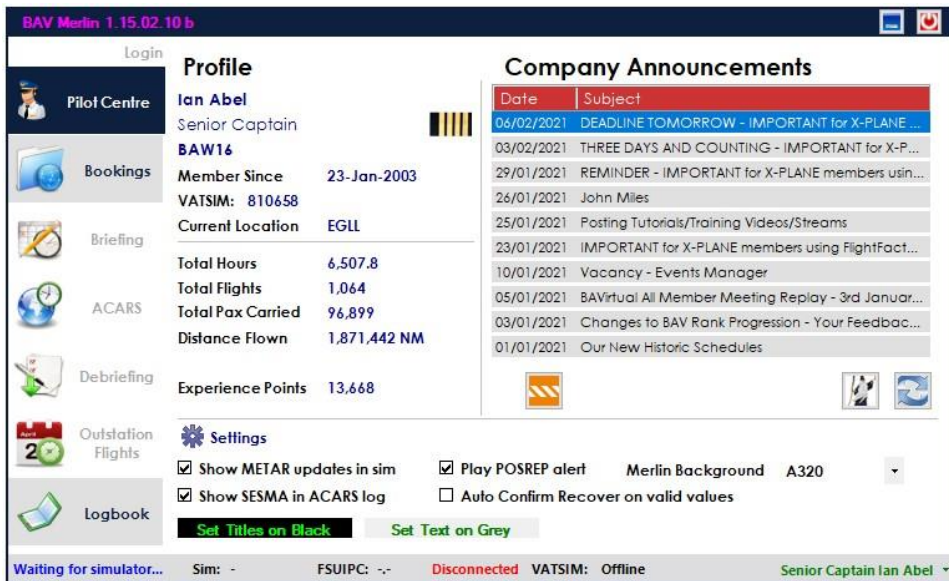 BAV Merlin 1.15.02.10 b
Login
Pilot Centre
Bookings
Briefing
ACARS
Debriefing
April
20
Outstation
Flights
Logbook
Profile
Ian Abel
Senior Captain
BAW16
Member Since 23-Jan-2003
VATSIM: 810658
Current Location EGLL
Total Hours 6,507.8
Total Flights 1,064
Total Pax Carried 96,899
Distance Flown 1,871,442 NM
Experience Points 13,668
Company Announcements
Date Subject
06/02/2021 DEADLINE TOMORROW - IMPORTANT for X-PLANE ...
03/02/2021 THREE DAYS AND COUNTING - IMPORTANT for X-P...
29/01/2021 REMINDER - IMPORTANT for X-PLANE members usin...
26/01/2021 John Miles
25/01/2021 Posting Tutorials/Training Videos/Streams
23/01/2021 IMPORTANT for X-PLANE members using FlightFact...
10/01/2021 Vacancy - Events Manager
05/01/2021 BAVirtual All Member Meeting Replay - 3rd Januar...
03/01/2021 Changes to BAV Rank Progression - Your Feedbac...
01/01/2021 Our New Historic Schedules
Settings
Show METAR updates in sim Play POSREP alert Merlin Background A320
Show SESMA in ACARS log Auto Confirm Recover on valid values
Set Titles on Black Set Text on Grey
Waiting for simulator... Sim: - FSUIPC: -.- Disconnected VATSIM: Offline Senior Captain Ian Abel